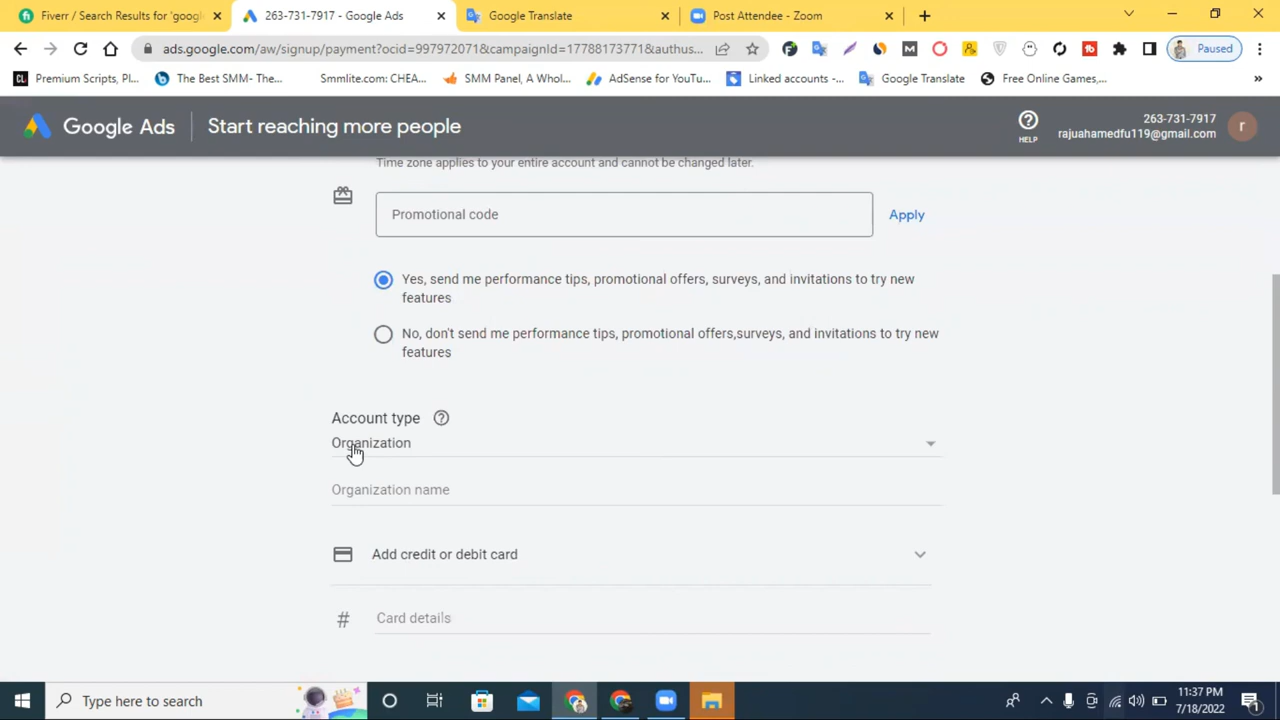 Fiverr / Search Results for 'googl
263-731-7917 - Google Ads
Google Translate
Post Attendee - Zoom
ads.google.com/aw/signup/payment?ocid=997972071&campaignId=17788173771&authus...
Paused
Premium Scripts, Pl...
The Best SMM- The...
Smmlite.com: CHEA...
SMM Panel, A Whol...
AdSense for YouTu...
Linked accounts -...
Google Translate
Free Online Games,...
»
Google Ads
Start reaching more people
HELP
263-731-7917
rajuahamedfu119@gmail.com
r
Time zone applies to your entire account and cannot be changed later.
Promotional code
Apply
Yes, send me performance tips, promotional offers, surveys, and invitations to try new
features
No, don't send me performance tips, promotional offers,surveys, and invitations to try new
features
Account type
Organization
Organization name
Add credit or debit card
# Card details
Type here to search
11:37 PM
7/18/2022
1